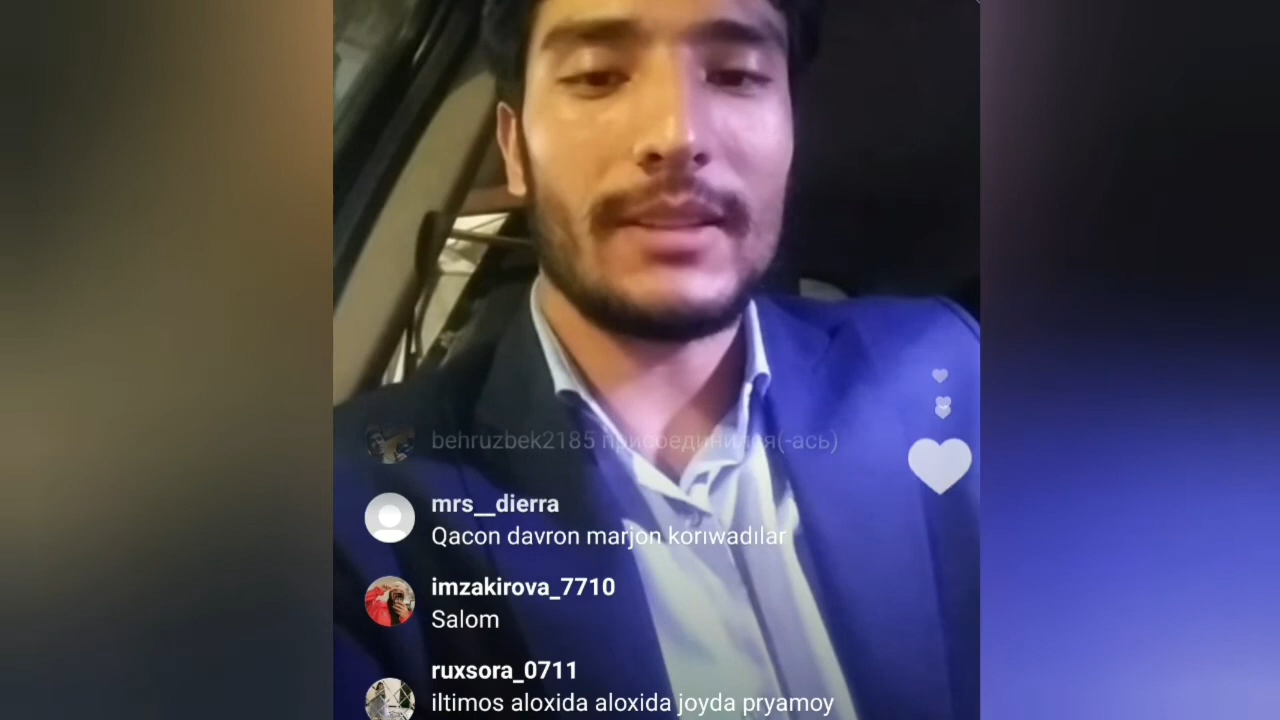 behruzbek2185 присоединился(-ась)
mrs__dierra
Qacon davron marjon korıwadılar
imzakirova_7710
Salom
ruxsora_0711
iltimos aloxida aloxida joyda pryamoy